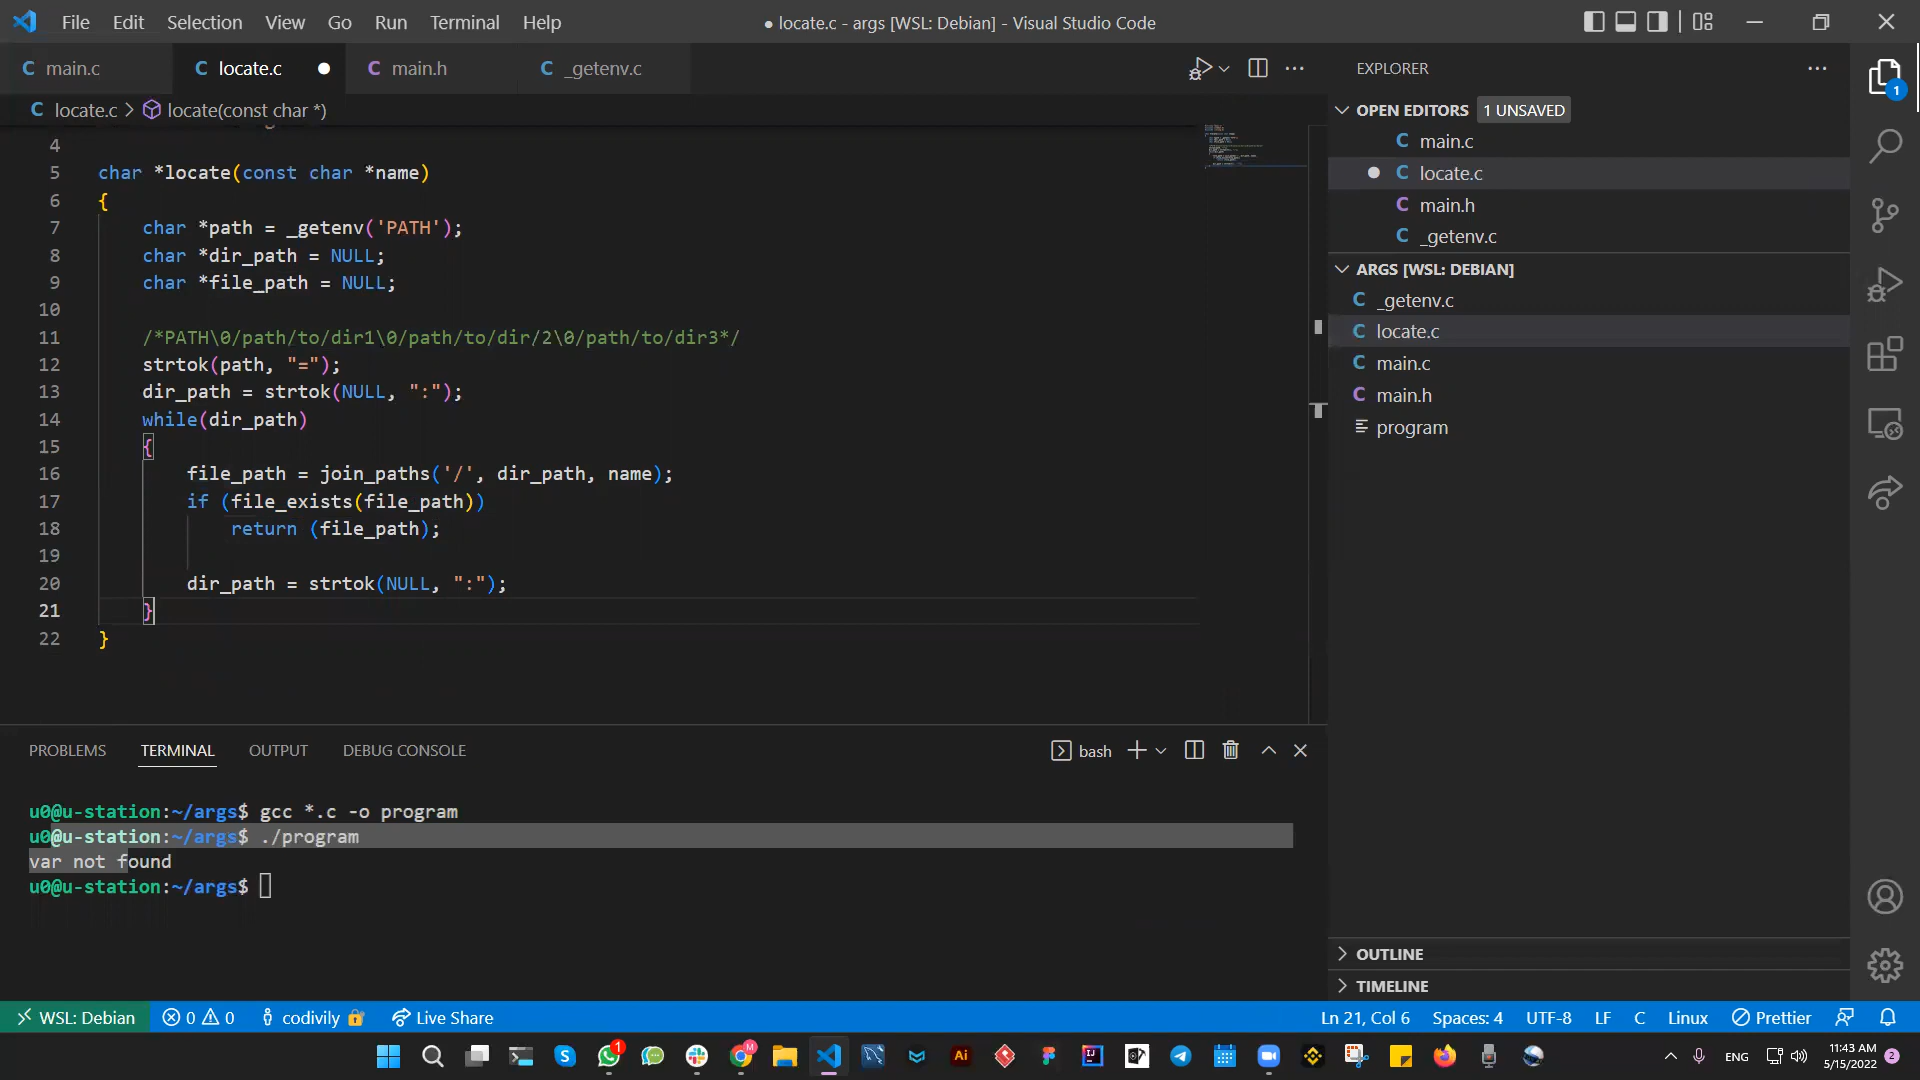 File Edit Selection View Go Run Terminal Help
● locate.c - args [WSL: Debian] - Visual Studio Code
C main.c
C locate.c ●
C main.h
C _getenv.c
C locate.c > locate(const char *)
4
5 char *locate(const char *name)
6 {
7 char *path = _getenv('PATH');
8 char *dir_path = NULL;
9 char *file_path = NULL;
10
11 /*PATH\0/path/to/dir1\0/path/to/dir/2\0/path/to/dir3*/
12 strtok(path, "=");
13 dir_path = strtok(NULL, ":");
14 while(dir_path)
15 {
16 file_path = join_paths('/', dir_path, name);
17 if (file_exists(file_path))
18 return (file_path);
19
20 dir_path = strtok(NULL, ":");
21 }
22 }
EXPLORER
OPEN EDITORS 1 UNSAVED
C main.c
● C locate.c
C main.h
C _getenv.c
ARGS [WSL: DEBIAN]
C _getenv.c
C locate.c
C main.c
C main.h
program
OUTLINE
TIMELINE
1
PROBLEMS TERMINAL OUTPUT DEBUG CONSOLE
bash
u0@u-station:~/args$ gcc *.c -o program
u0@u-station:~/args$ ./program
var not found
u0@u-station:~/args$
WSL: Debian 0 0 codivily Live Share
Ln 21, Col 6 Spaces: 4 UTF-8 LF C Linux Prettier
S 1 M Ai IJ
ENG
11:43 AM
5/15/2022 2